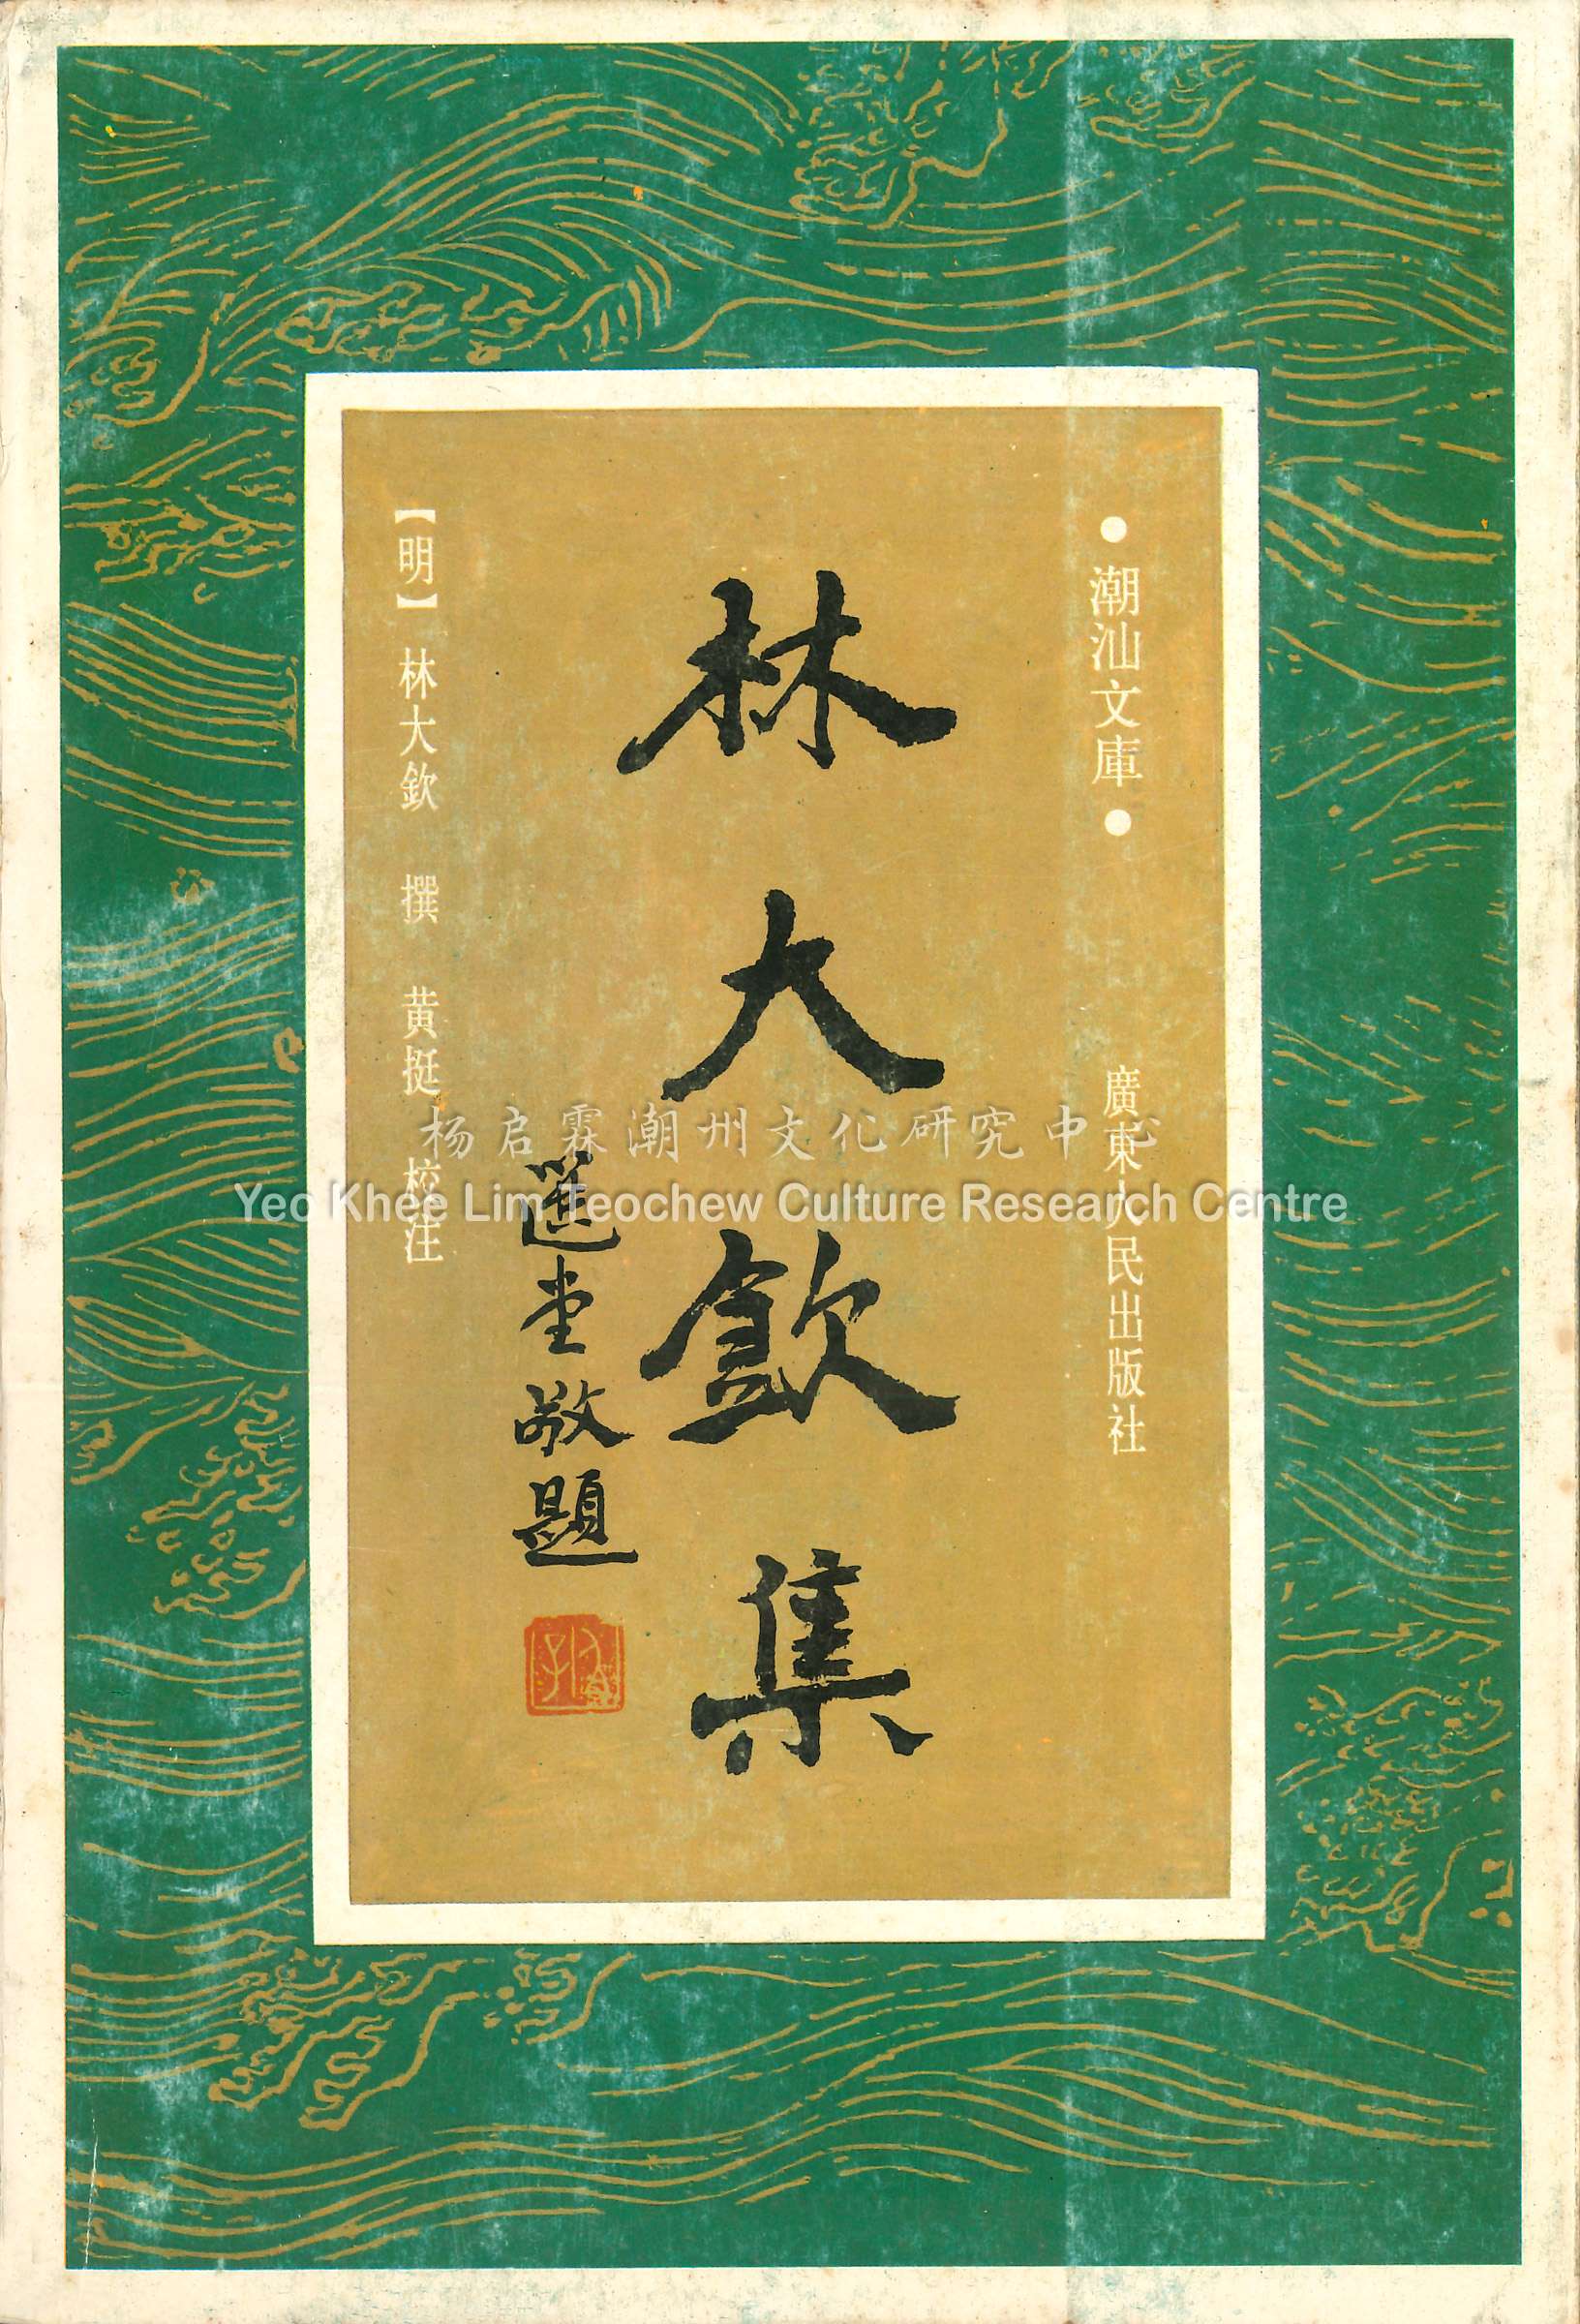 ●潮汕文庫●
廣東人民出版社
林大欽集
選堂敬題
【明】林大欽 撰 黄挺 校注
杨启霖潮州文化研究中心
Yeo Khee Lim Teochew Culture Research Centre